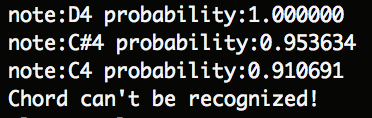 note:D4 probability:1.000000
note:C#4 probability:0.953634
note:C4 probability:0.910691
Chord can't be recognized!